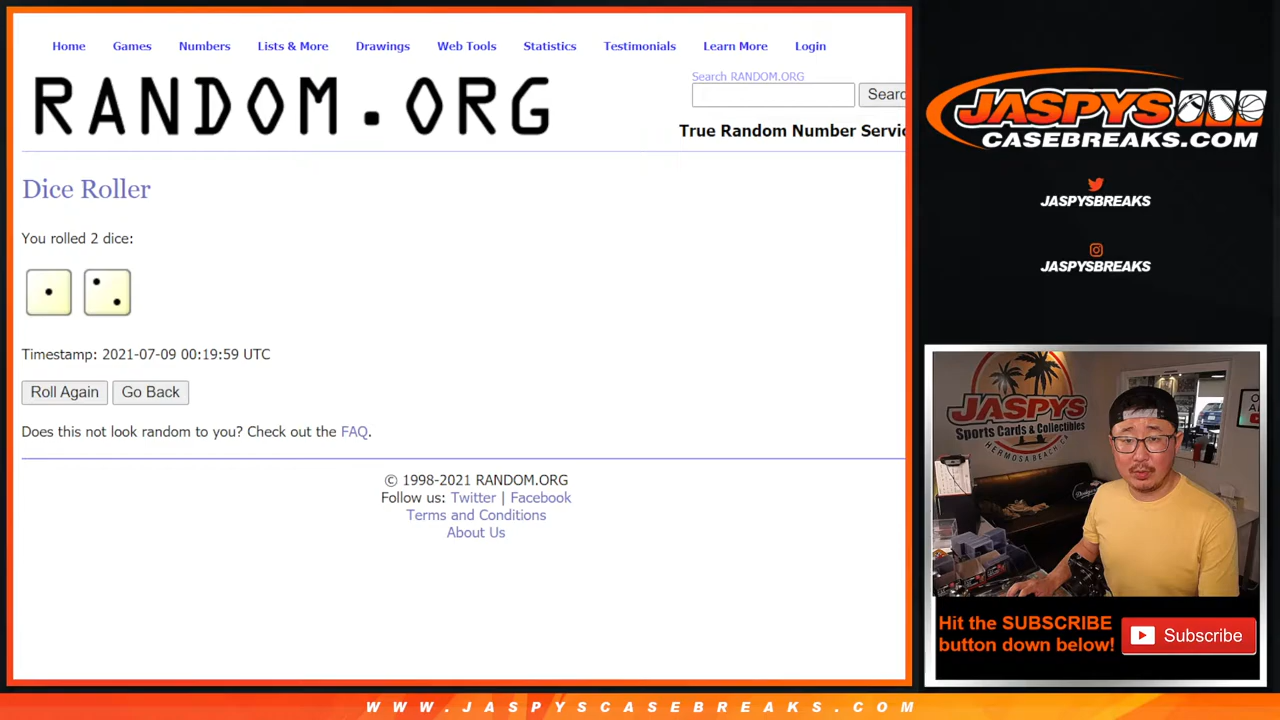 Home Games Numbers Lists & More Drawings Web Tools Statistics Testimonials Learn More Login
RANDOM.ORG
Search RANDOM.ORG
Searc
True Random Number Servic
Dice Roller
You rolled 2 dice:
Timestamp: 2021-07-09 00:19:59 UTC
Roll Again Go Back
Does this not look random to you? Check out the FAQ.
© 1998-2021 RANDOM.ORG
Follow us: Twitter | Facebook
Terms and Conditions
About Us
JASPYS
CASEBREAKS.COM
JASPYSBREAKS
JASPYSBREAKS
JASPYS
Sports Cards & Collectibles
HERMOSA BEACH, CA
Hit the SUBSCRIBE
button down below!
Subscribe
WWW.JASPYSCASEBREAKS.COM